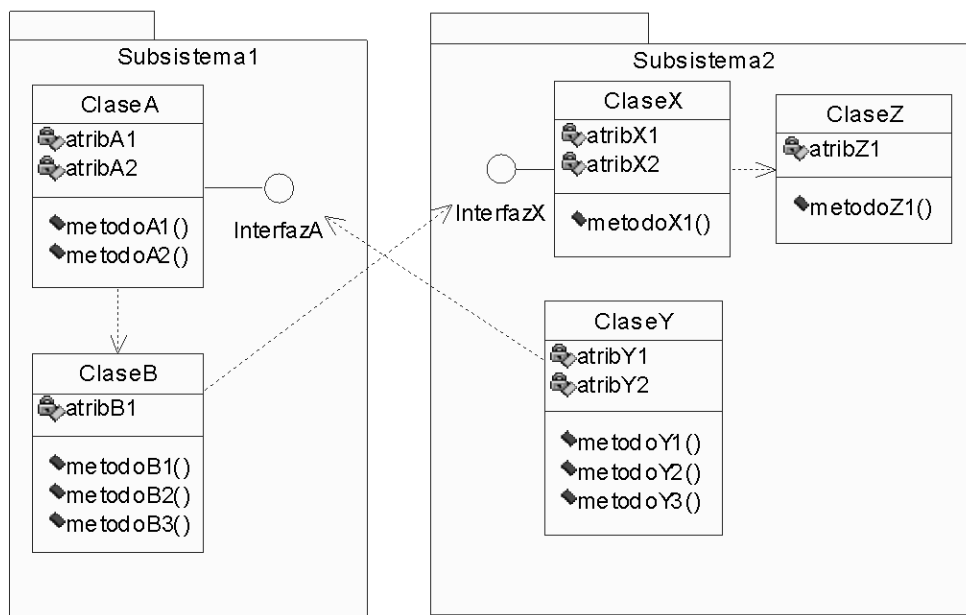 Subsistema1
ClaseA
atribA1
atribA2
metodoA1()
metodoA2()
InterfazA
ClaseB
atribB1
metodoB1()
metodoB2()
metodoB3()
Subsistema2
ClaseX
atribX1
atribX2
metodoX1()
InterfazX
ClaseZ
atribZ1
metodoZ1()
ClaseY
atribY1
atribY2
metodoY1()
metodoY2()
metodoY3()